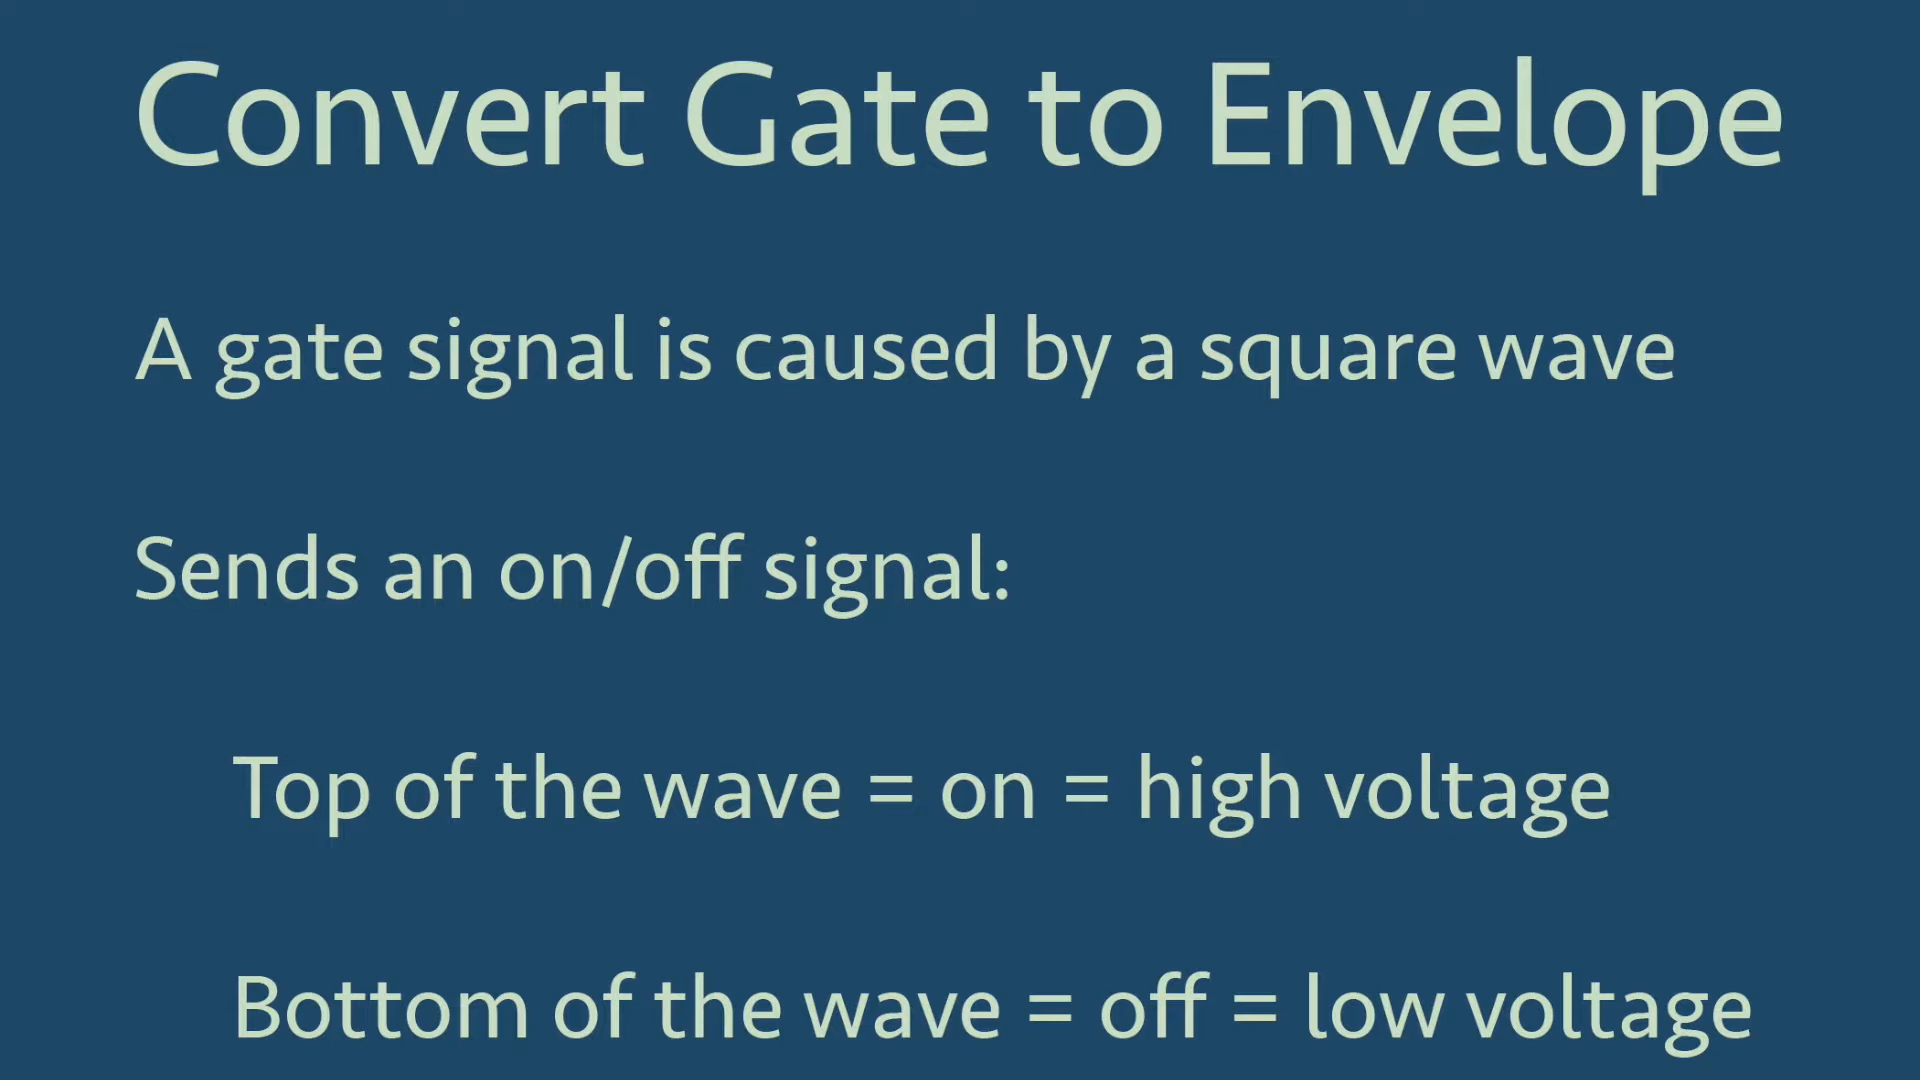 Convert Gate to Envelope
A gate signal is caused by a square wave
Sends an on/off signal:
Top of the wave = on = high voltage
Bottom of the wave = off = low voltage